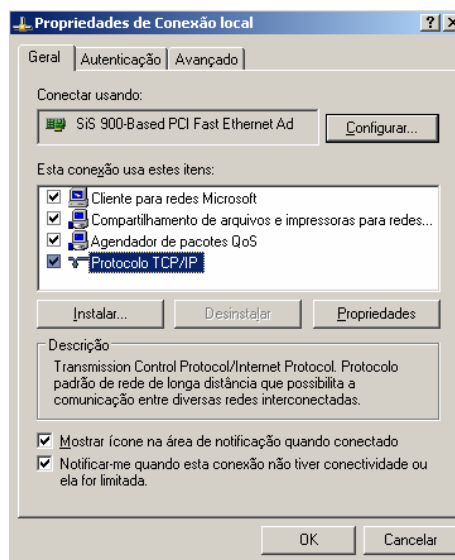 Propriedades de Conexão local
Geral Autenticação Avançado
Conectar usando:
SiS 900-Based PCI Fast Ethernet Ad Configurar...
Esta conexão usa estes itens:
Cliente para redes Microsoft
Compartilhamento de arquivos e impressoras para redes...
Agendador de pacotes QoS
Protocolo TCP/IP
Instalar... Desinstalar Propriedades
Descrição
Transmission Control Protocol/Internet Protocol. Protocolo
padrão de rede de longa distância que possibilita a
comunicação entre diversas redes interconectadas.
Mostrar ícone na área de notificação quando conectado
Notificar-me quando esta conexão não tiver conectividade ou
ela for limitada.
OK Cancelar